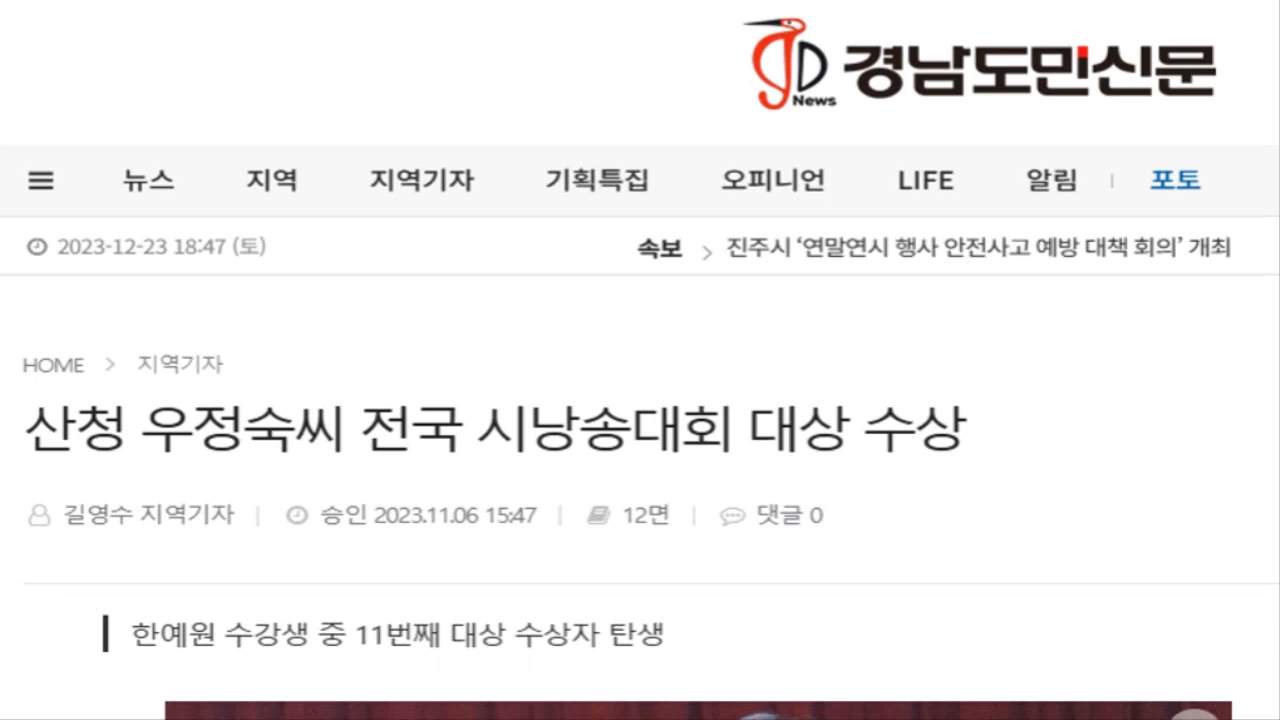 News 경남도민신문
뉴스 지역 지역기자 기획특집 오피니언 LIFE 알림 포토
2023-12-23 18:47 (토) 속보 > 진주시 ‘연말연시 행사 안전사고 예방 대책 회의’ 개최
HOME > 지역기자
산청 우정숙씨 전국 시낭송대회 대상 수상
길영수 지역기자 승인 2023.11.06 15:47 12면 댓글 0
한예원 수강생 중 11번째 대상 수상자 탄생